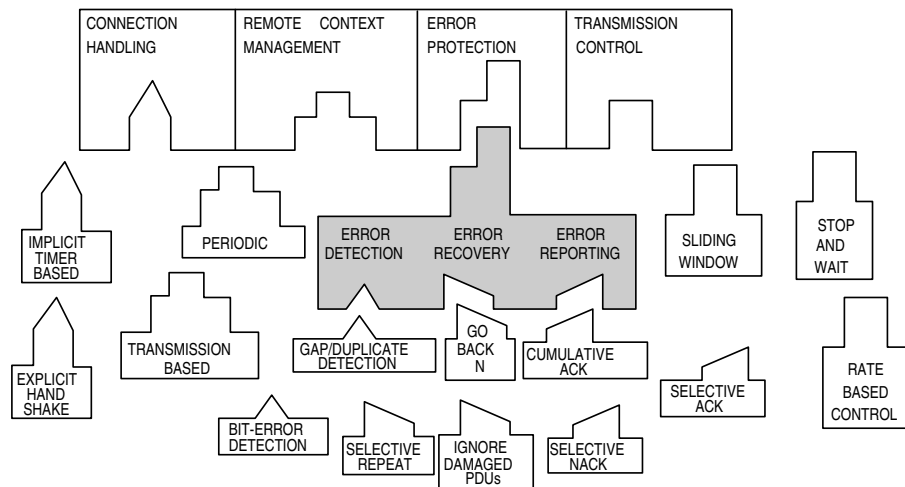 CONNECTION
HANDLING
REMOTE CONTEXT
MANAGEMENT
ERROR
PROTECTION
TRANSMISSION
CONTROL
IMPLICIT
TIMER
BASED
PERIODIC
ERROR
DETECTION
ERROR
RECOVERY
ERROR
REPORTING
SLIDING
WINDOW
STOP
AND
WAIT
EXPLICIT
HAND
SHAKE
TRANSMISSION
BASED
GAP/DUPLICATE
DETECTION
GO
BACK
N
CUMULATIVE
ACK
SELECTIVE
ACK
RATE
BASED
CONTROL
BIT-ERROR
DETECTION
SELECTIVE
REPEAT
IGNORE
DAMAGED
PDUs
SELECTIVE
NACK